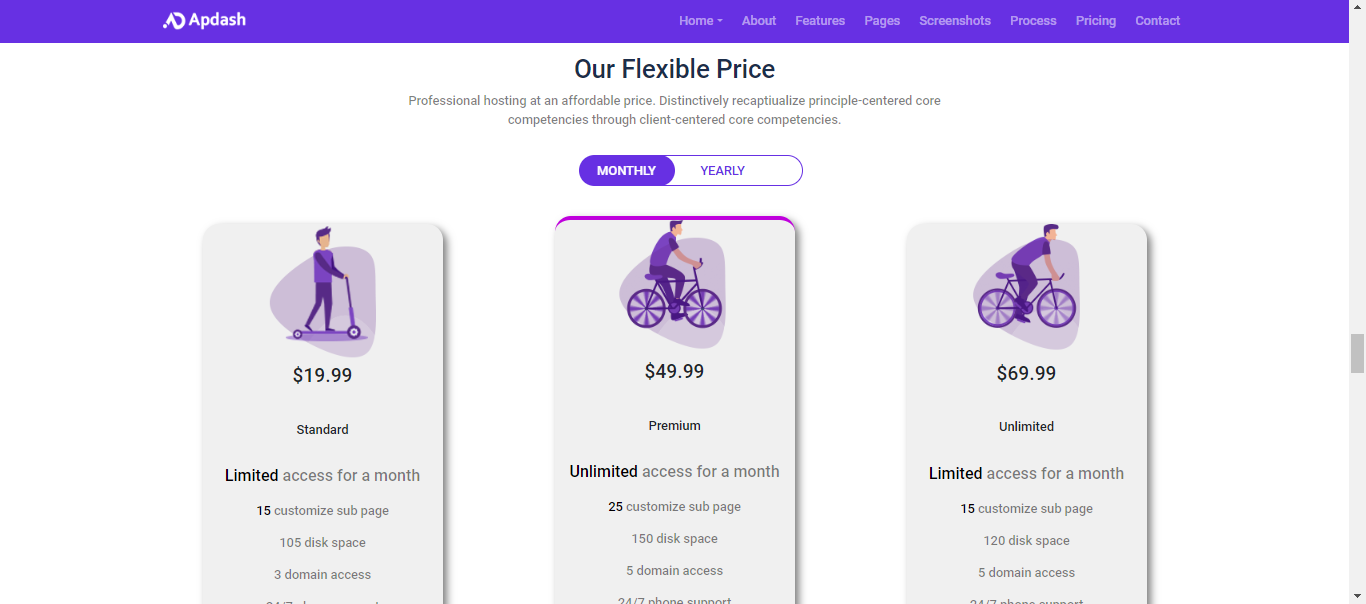 Apdash
Home About Features Pages Screenshots Process Pricing Contact
Our Flexible Price
Professional hosting at an affordable price. Distinctively recaptiualize principle-centered core
competencies through client-centered core competencies.
MONTHLY YEARLY
$19.99
Standard
Limited access for a month
15 customize sub page
105 disk space
3 domain access
$49.99
Premium
Unlimited access for a month
25 customize sub page
150 disk space
5 domain access
24/7 phone support
$69.99
Unlimited
Limited access for a month
15 customize sub page
120 disk space
5 domain access
24/7 phone support